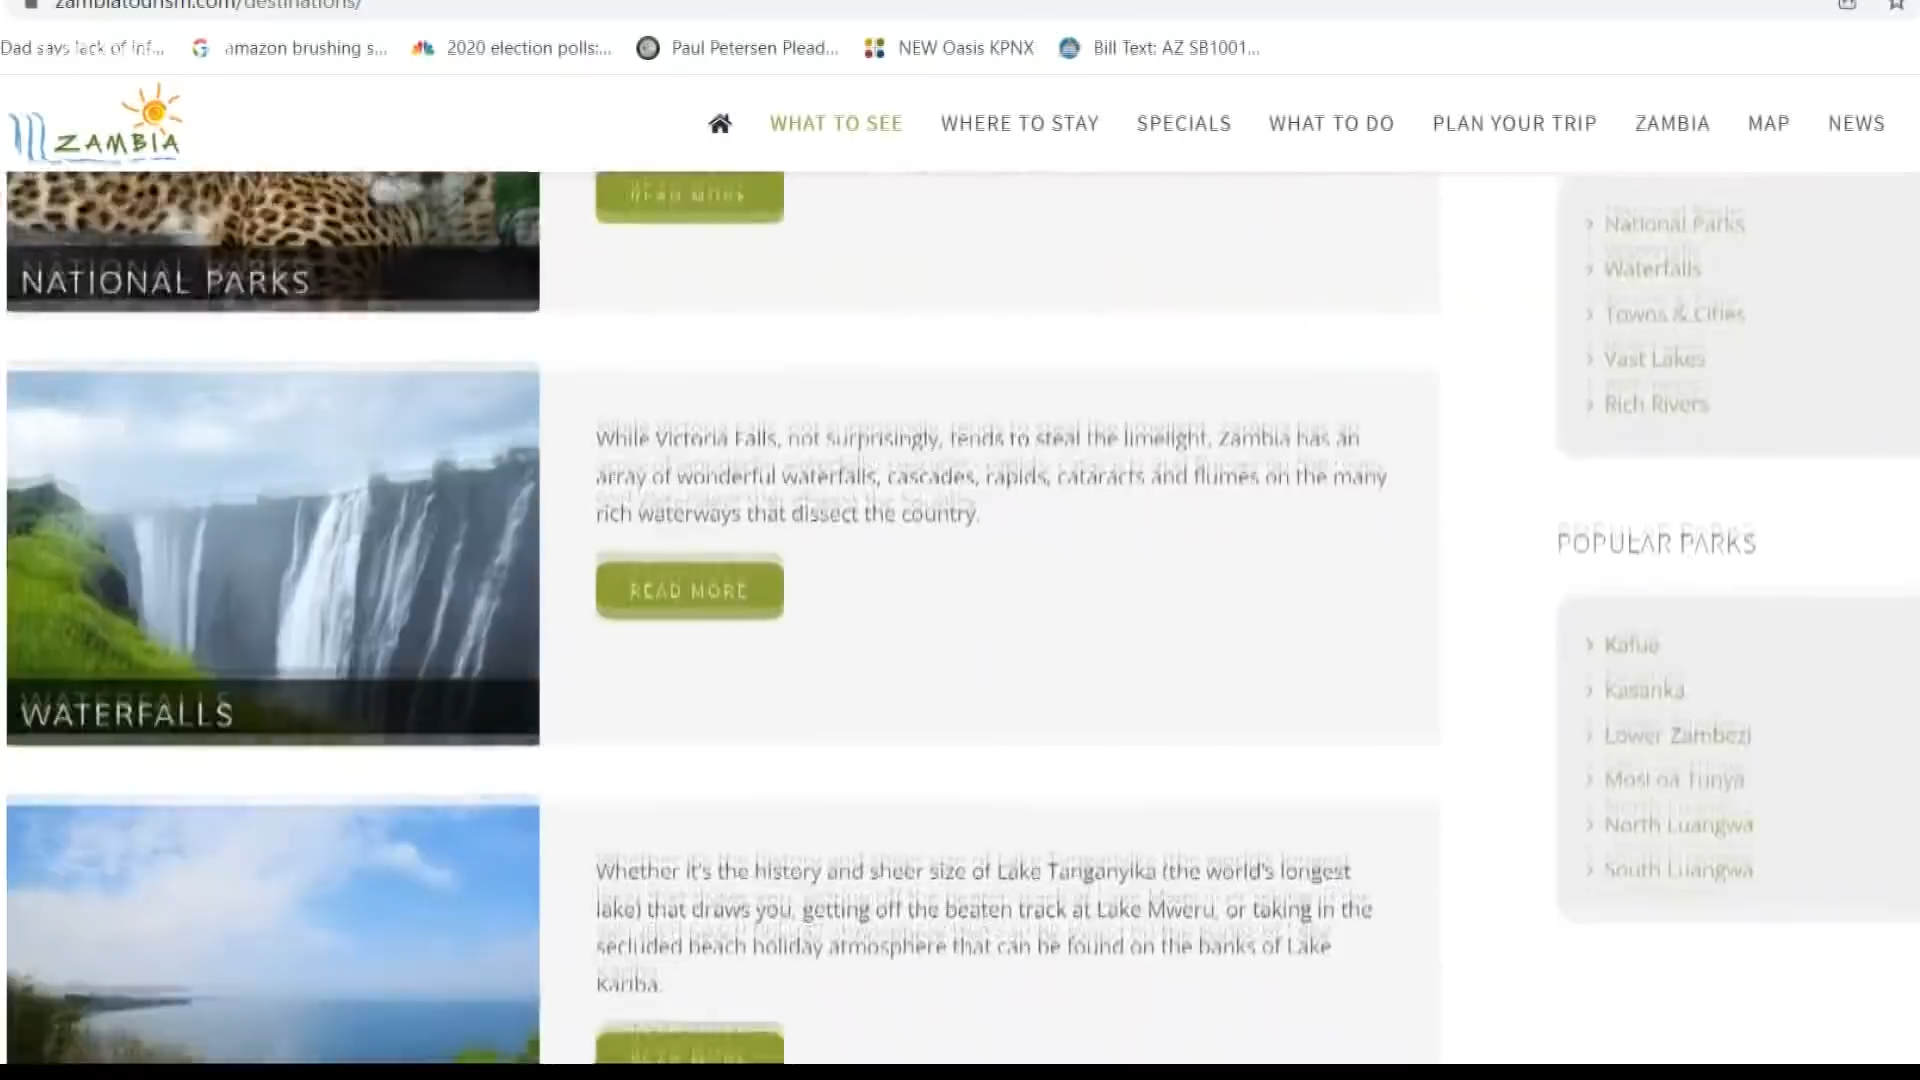 zambiatourism.com/destinations/
Dad says lack of inf...
amazon brushing s...
2020 election polls:...
Paul Petersen Plead...
NEW Oasis KPNX
Bill Text: AZ SB1001...
ZAMBIA
WHAT TO SEE
WHERE TO STAY
SPECIALS
WHAT TO DO
PLAN YOUR TRIP
ZAMBIA
MAP
NEWS
READ MORE
NATIONAL PARKS
While Victoria Falls, not surprisingly, tends to steal the limelight, Zambia has an
array of wonderful waterfalls, cascades, rapids, cataracts and flumes on the many
rich waterways that dissect the country.
READ MORE
WATERFALLS
Whether it's the history and sheer size of Lake Tanganyika (the world's longest
lake) that draws you, getting off the beaten track at Lake Mweru, or taking in the
secluded beach holiday atmosphere that can be found on the banks of Lake
Kariba.
READ MORE
> National Parks
> Waterfalls
> Towns & Cities
> Vast Lakes
> Rich Rivers
POPULAR PARKS
> Kafue
> Kasanka
> Lower Zambezi
> Mosi oa Tunya
> North Luangwa
> South Luangwa